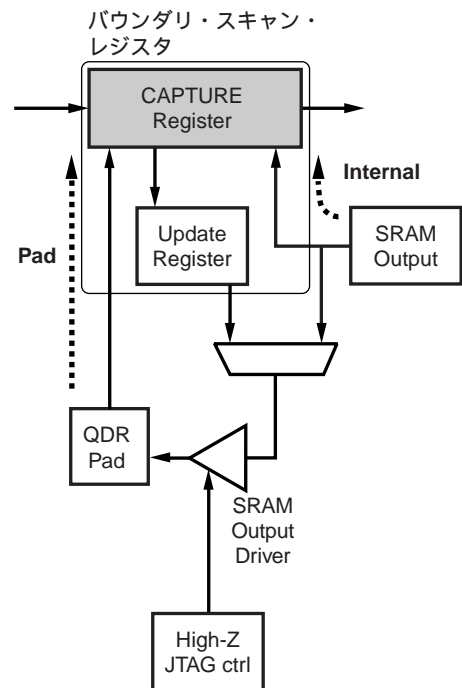 バウンダリ・スキャン・
レジスタ
CAPTURE
Register
Internal
Pad
Update
Register
SRAM
Output
QDR
Pad
SRAM
Output
Driver
High-Z
JTAG ctrl